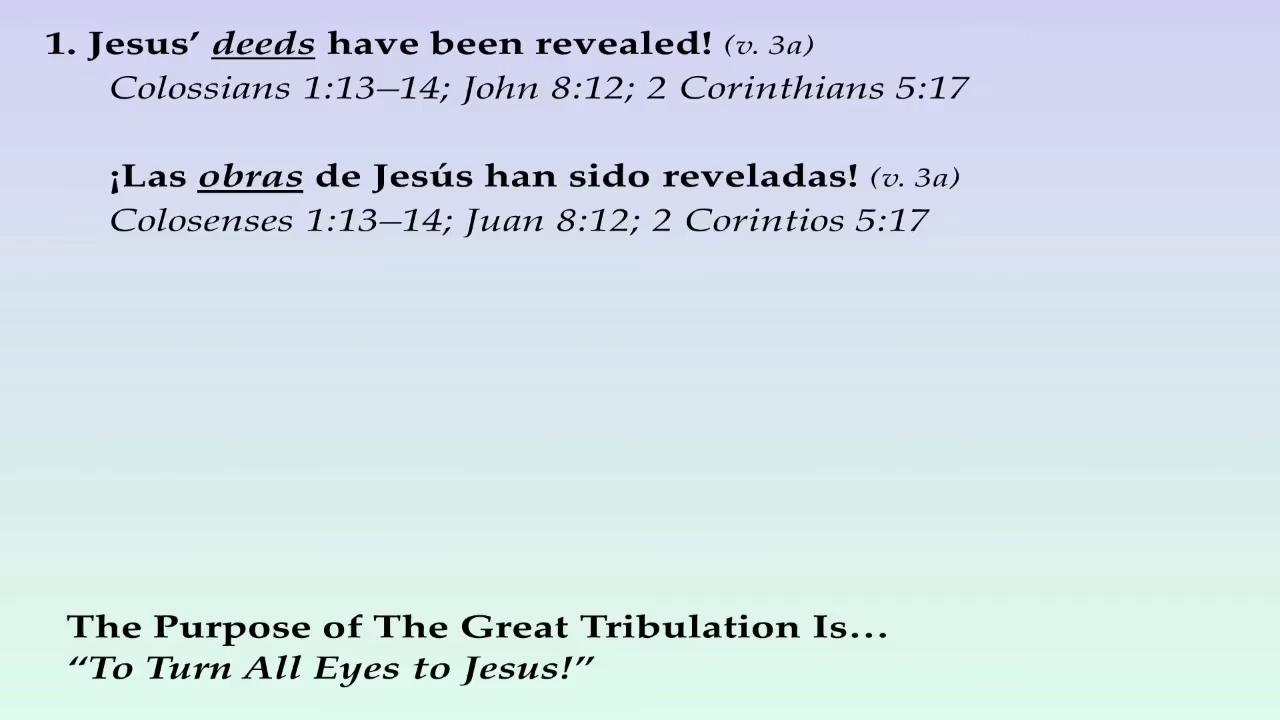 1. Jesus’ deeds have been revealed! (v. 3a)
Colossians 1:13–14; John 8:12; 2 Corinthians 5:17
¡Las obras de Jesús han sido reveladas! (v. 3a)
Colosenses 1:13–14; Juan 8:12; 2 Corintios 5:17
The Purpose of The Great Tribulation Is…
“To Turn All Eyes to Jesus!”